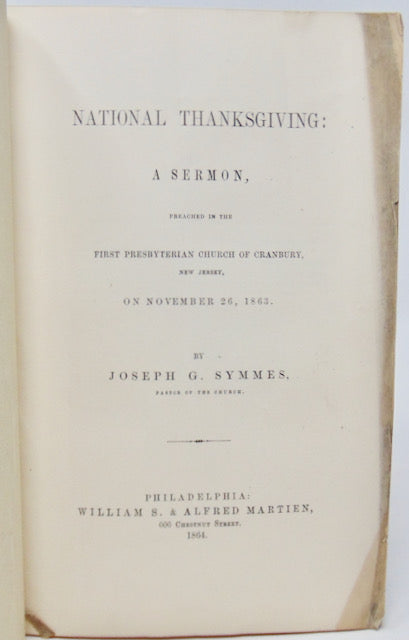 NATIONAL THANKSGIVING:
A SERMON,
PREACHED IN THE
FIRST PRESBYTERIAN CHURCH OF CRANBURY,
NEW JERSEY,
ON NOVEMBER 26, 1863.
BY
JOSEPH G. SYMMES,
PASTOR OF THE CHURCH.
PHILADELPHIA:
WILLIAM S. & ALFRED MARTIEN,
606 CHESTNUT STREET.
1864.